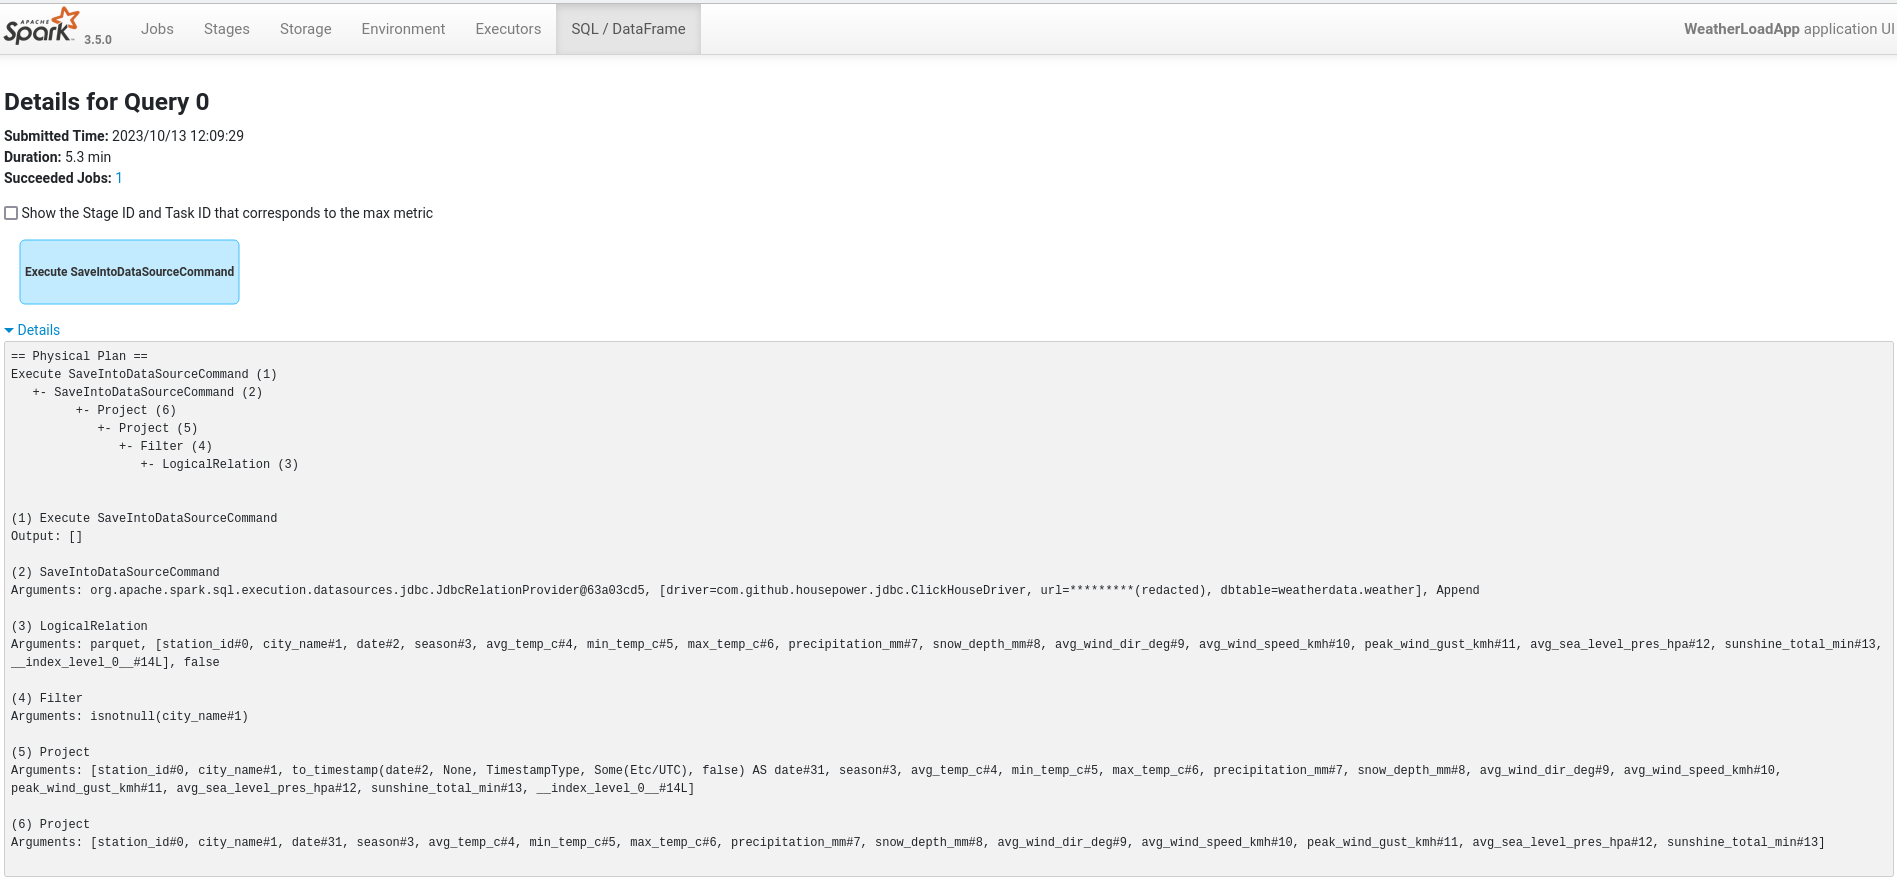 APACHE
Spark 3.5.0 Jobs Stages Storage Environment Executors SQL / DataFrame WeatherLoadApp application UI
Details for Query 0
Submitted Time: 2023/10/13 12:09:29
Duration: 5.3 min
Succeeded Jobs: 1
Show the Stage ID and Task ID that corresponds to the max metric
Execute SaveIntoDataSourceCommand
Details
== Physical Plan ==
Execute SaveIntoDataSourceCommand (1)
   +- SaveIntoDataSourceCommand (2)
         +- Project (6)
            +- Project (5)
               +- Filter (4)
                  +- LogicalRelation (3)
(1) Execute SaveIntoDataSourceCommand
Output: []
(2) SaveIntoDataSourceCommand
Arguments: org.apache.spark.sql.execution.datasources.jdbc.JdbcRelationProvider@63a03cd5, [driver=com.github.housepower.jdbc.ClickHouseDriver, url=*********(redacted), dbtable=weatherdata.weather], Append
(3) LogicalRelation
Arguments: parquet, [station_id#0, city_name#1, date#2, season#3, avg_temp_c#4, min_temp_c#5, max_temp_c#6, precipitation_mm#7, snow_depth_mm#8, avg_wind_dir_deg#9, avg_wind_speed_kmh#10, peak_wind_gust_kmh#11, avg_sea_level_pres_hpa#12, sunshine_total_min#13,
__index_level_0__#14L], false
(4) Filter
Arguments: isnotnull(city_name#1)
(5) Project
Arguments: [station_id#0, city_name#1, to_timestamp(date#2, None, TimestampType, Some(Etc/UTC), false) AS date#31, season#3, avg_temp_c#4, min_temp_c#5, max_temp_c#6, precipitation_mm#7, snow_depth_mm#8, avg_wind_dir_deg#9, avg_wind_speed_kmh#10,
peak_wind_gust_kmh#11, avg_sea_level_pres_hpa#12, sunshine_total_min#13, __index_level_0__#14L]
(6) Project
Arguments: [station_id#0, city_name#1, date#31, season#3, avg_temp_c#4, min_temp_c#5, max_temp_c#6, precipitation_mm#7, snow_depth_mm#8, avg_wind_dir_deg#9, avg_wind_speed_kmh#10, peak_wind_gust_kmh#11, avg_sea_level_pres_hpa#12, sunshine_total_min#13]